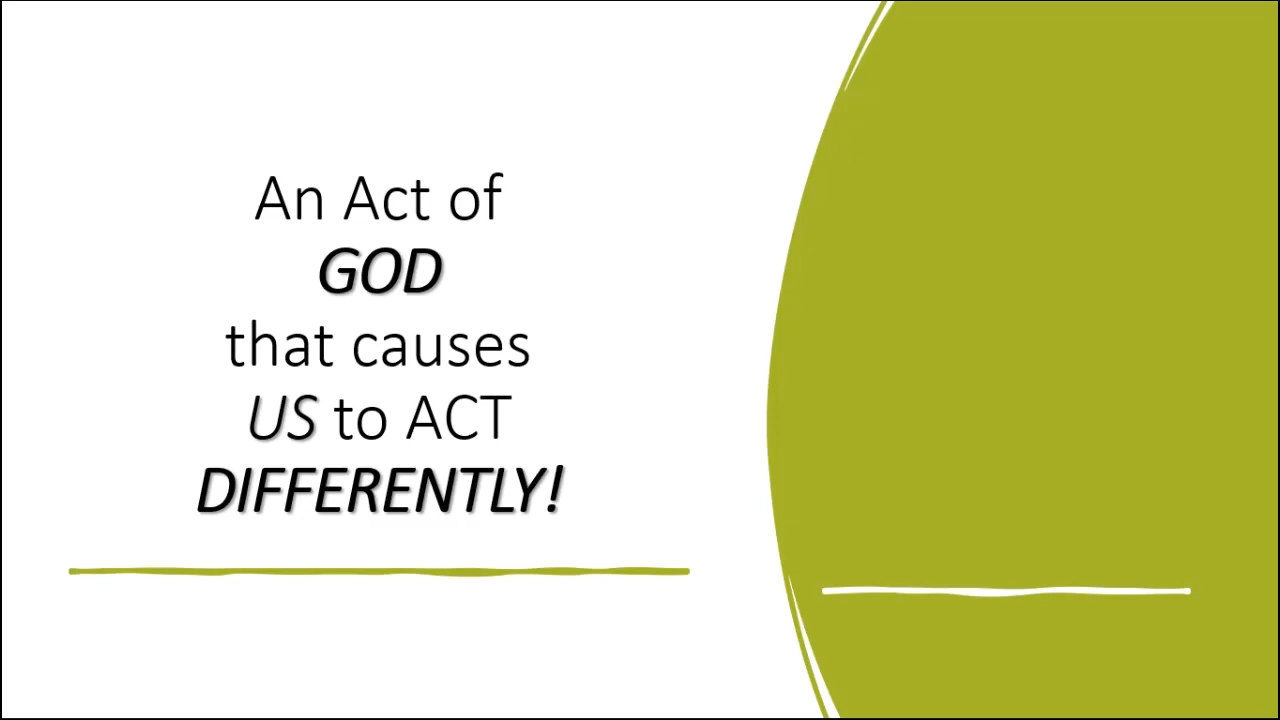 An Act of
GOD
that causes
US to ACT
DIFFERENTLY!